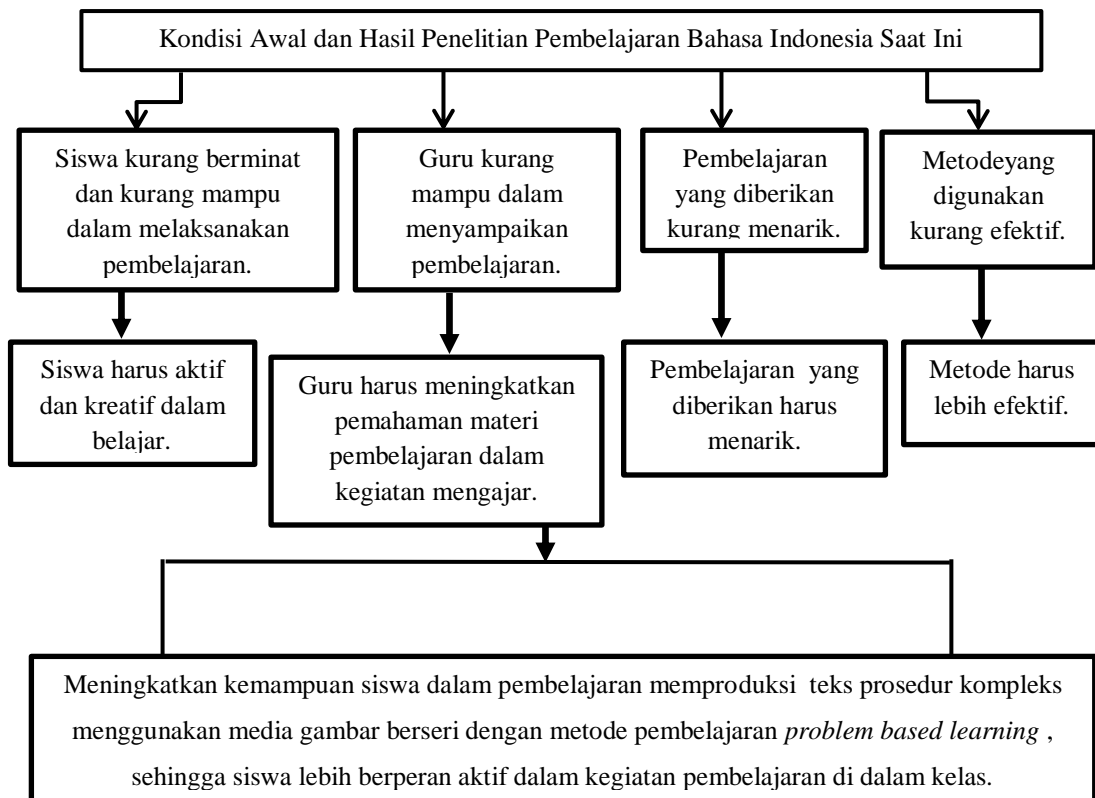 Kondisi Awal dan Hasil Penelitian Pembelajaran Bahasa Indonesia Saat Ini
Siswa kurang berminat
dan kurang mampu
dalam melaksanakan
pembelajaran.
Guru kurang
mampu dalam
menyampaikan
pembelajaran.
Pembelajaran
yang diberikan
kurang menarik.
Metodeyang
digunakan
kurang efektif.
Siswa harus aktif
dan kreatif dalam
belajar.
Guru harus meningkatkan
pemahaman materi
pembelajaran dalam
kegiatan mengajar.
Pembelajaran yang
diberikan harus
menarik.
Metode harus
lebih efektif.
Meningkatkan kemampuan siswa dalam pembelajaran memproduksi teks prosedur kompleks
menggunakan media gambar berseri dengan metode pembelajaran problem based learning ,
sehingga siswa lebih berperan aktif dalam kegiatan pembelajaran di dalam kelas.